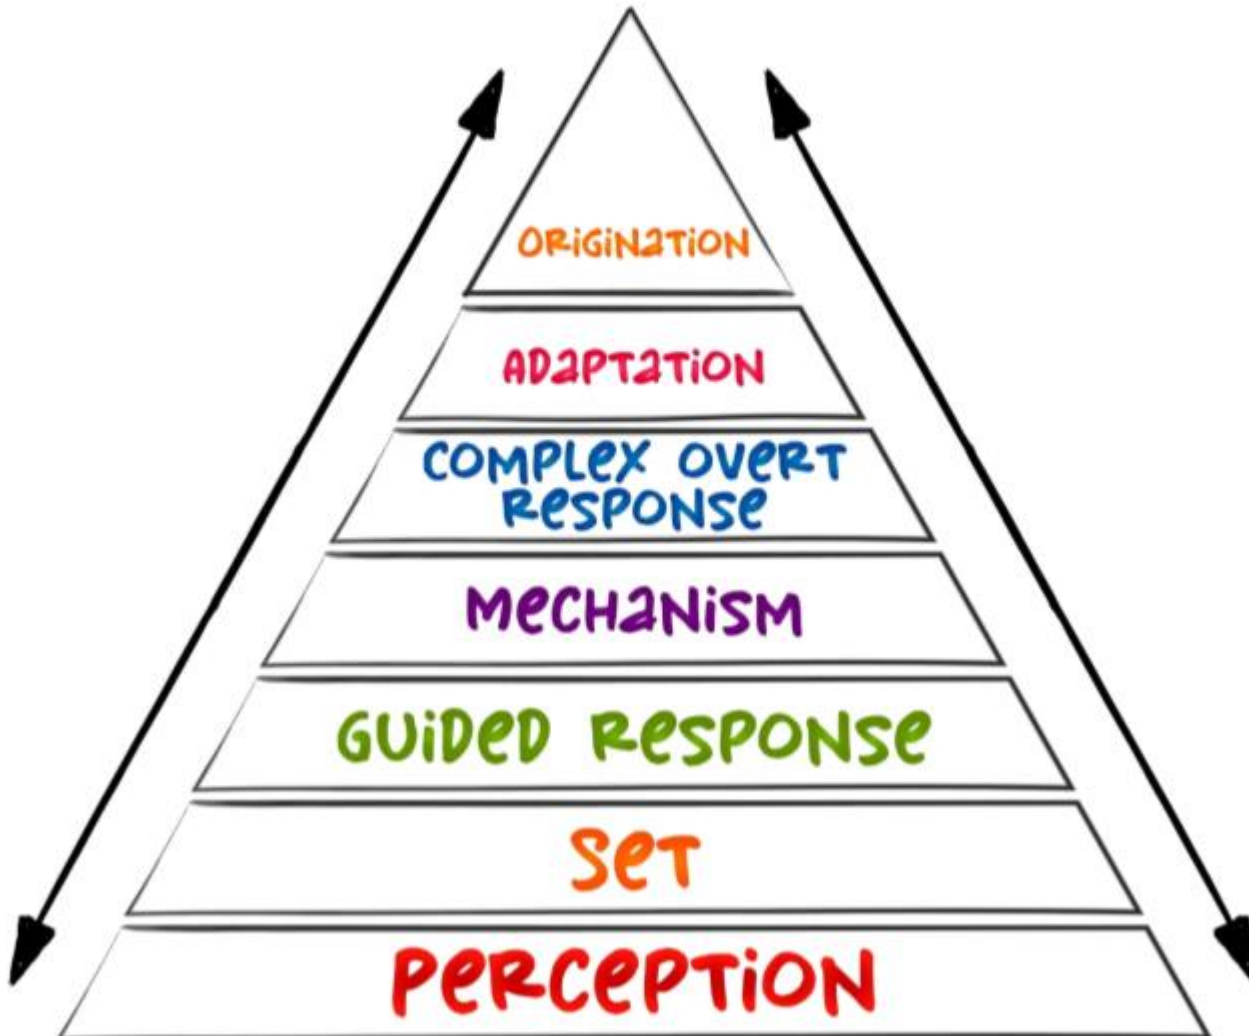 ORIGINATION
ADAPTATION
COMPLEX OVERT
RESPONSE
MECHANISM
GUIDED RESPONSE
SET
PERCEPTION